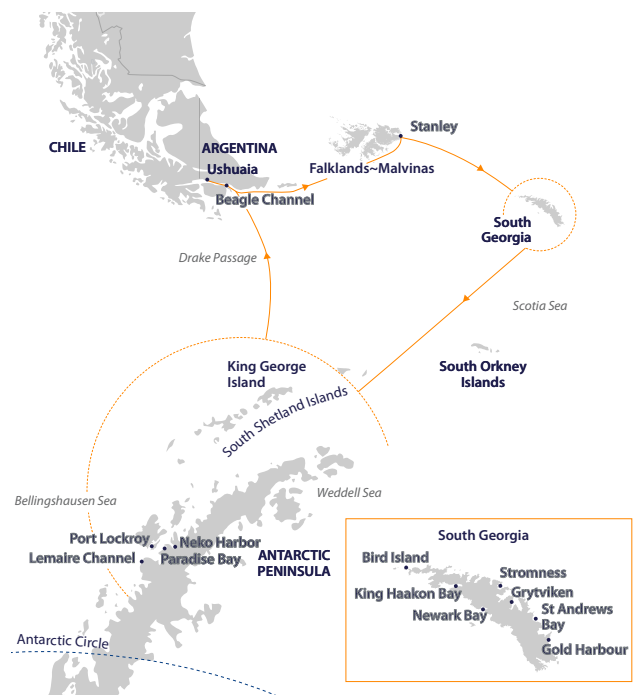 Stanley
CHILE
ARGENTINA
Ushuaia
Falklands~Malvinas
Beagle Channel
South
Georgia
Drake Passage
Scotia Sea
King George
Island
South Orkney
Islands
South Shetland Islands
Weddell Sea
Bellingshausen Sea
Port Lockroy
Neko Harbor
Lemaire Channel
Paradise Bay
ANTARCTIC
PENINSULA
Antarctic Circle
South Georgia
Bird Island
Stromness
King Haakon Bay
Grytviken
Newark Bay
St Andrews
Bay
Gold Harbour